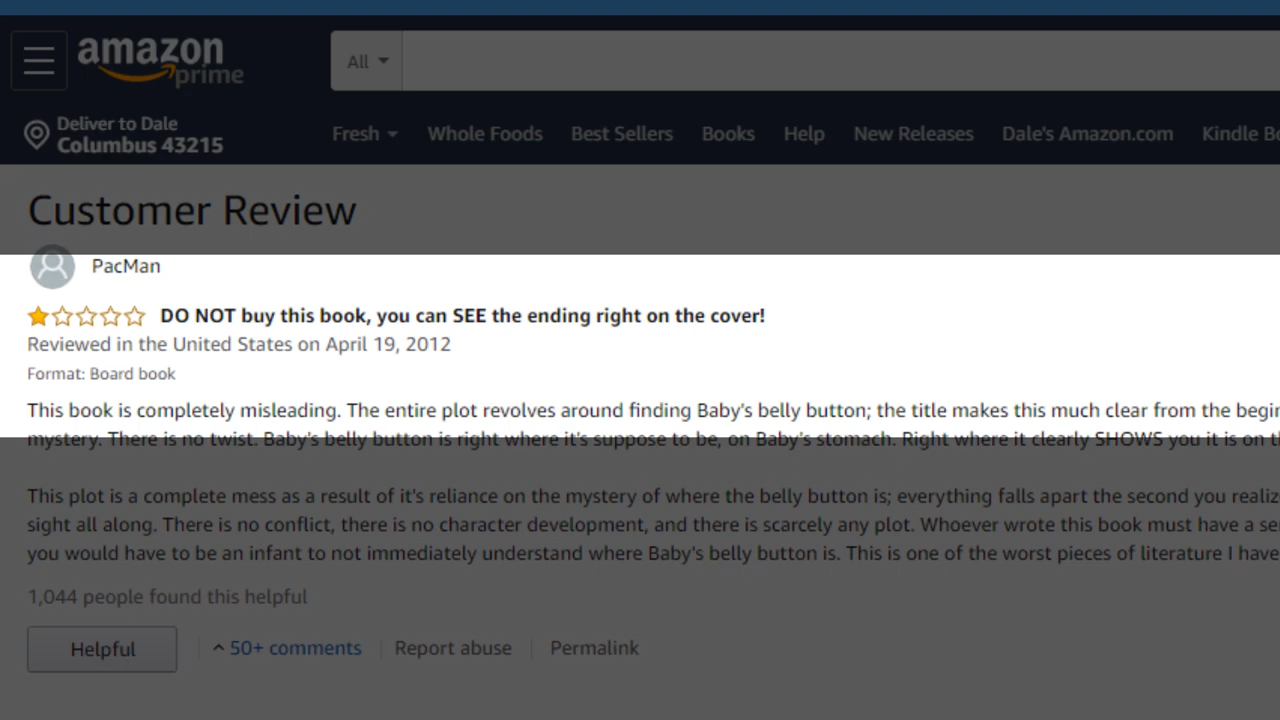 amazon
prime
All
Deliver to Dale
Columbus 43215
Fresh Whole Foods Best Sellers Books Help New Releases Dale's Amazon.com Kindle
Customer Review
PacMan
DO NOT buy this book, you can SEE the ending right on the cover!
Reviewed in the United States on April 19, 2012
Format: Board book
This book is completely misleading. The entire plot revolves around finding Baby's belly button; the title makes this much clear from the
mystery. There is no twist. Baby's belly button is right where it's suppose to be, on Baby's stomach. Right where it clearly SHOWS you it is on
This plot is a complete mess as a result of it's reliance on the mystery of where the belly button is; everything falls apart the second you
sight all along. There is no conflict, there is no character development, and there is scarcely any plot. Whoever wrote this book must have a
you would have to be an infant to not immediately understand where Baby's belly button is. This is one of the worst pieces of literature I have
1,044 people found this helpful
Helpful 50+ comments Report abuse Permalink